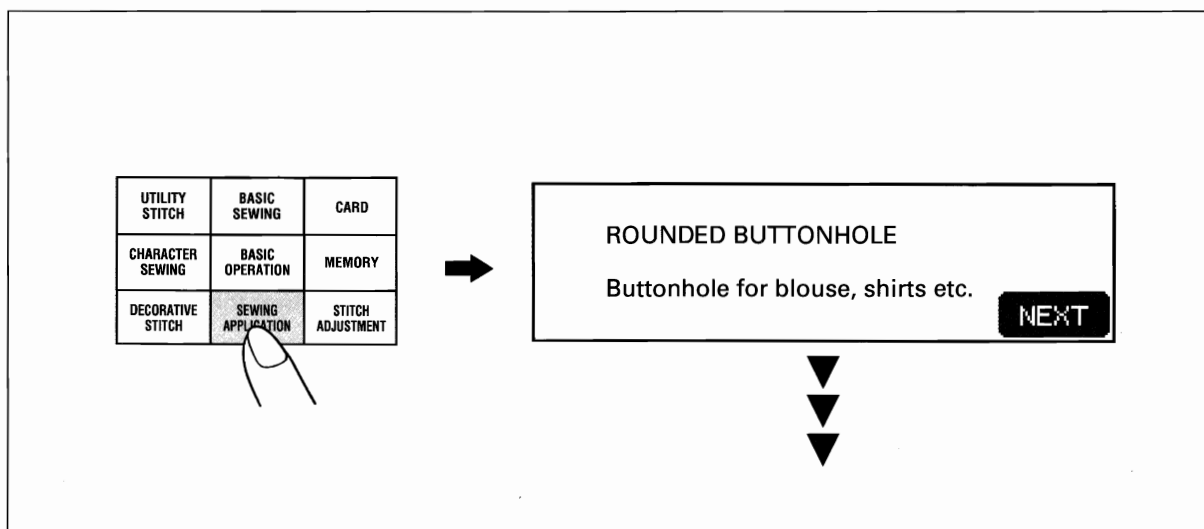 UTILITY
STITCH
BASIC
SEWING
CARD
CHARACTER
SEWING
BASIC
OPERATION
MEMORY
DECORATIVE
STITCH
SEWING
APPLICATION
STITCH
ADJUSTMENT
ROUNDED BUTTONHOLE
Buttonhole for blouse, shirts etc.
NEXT